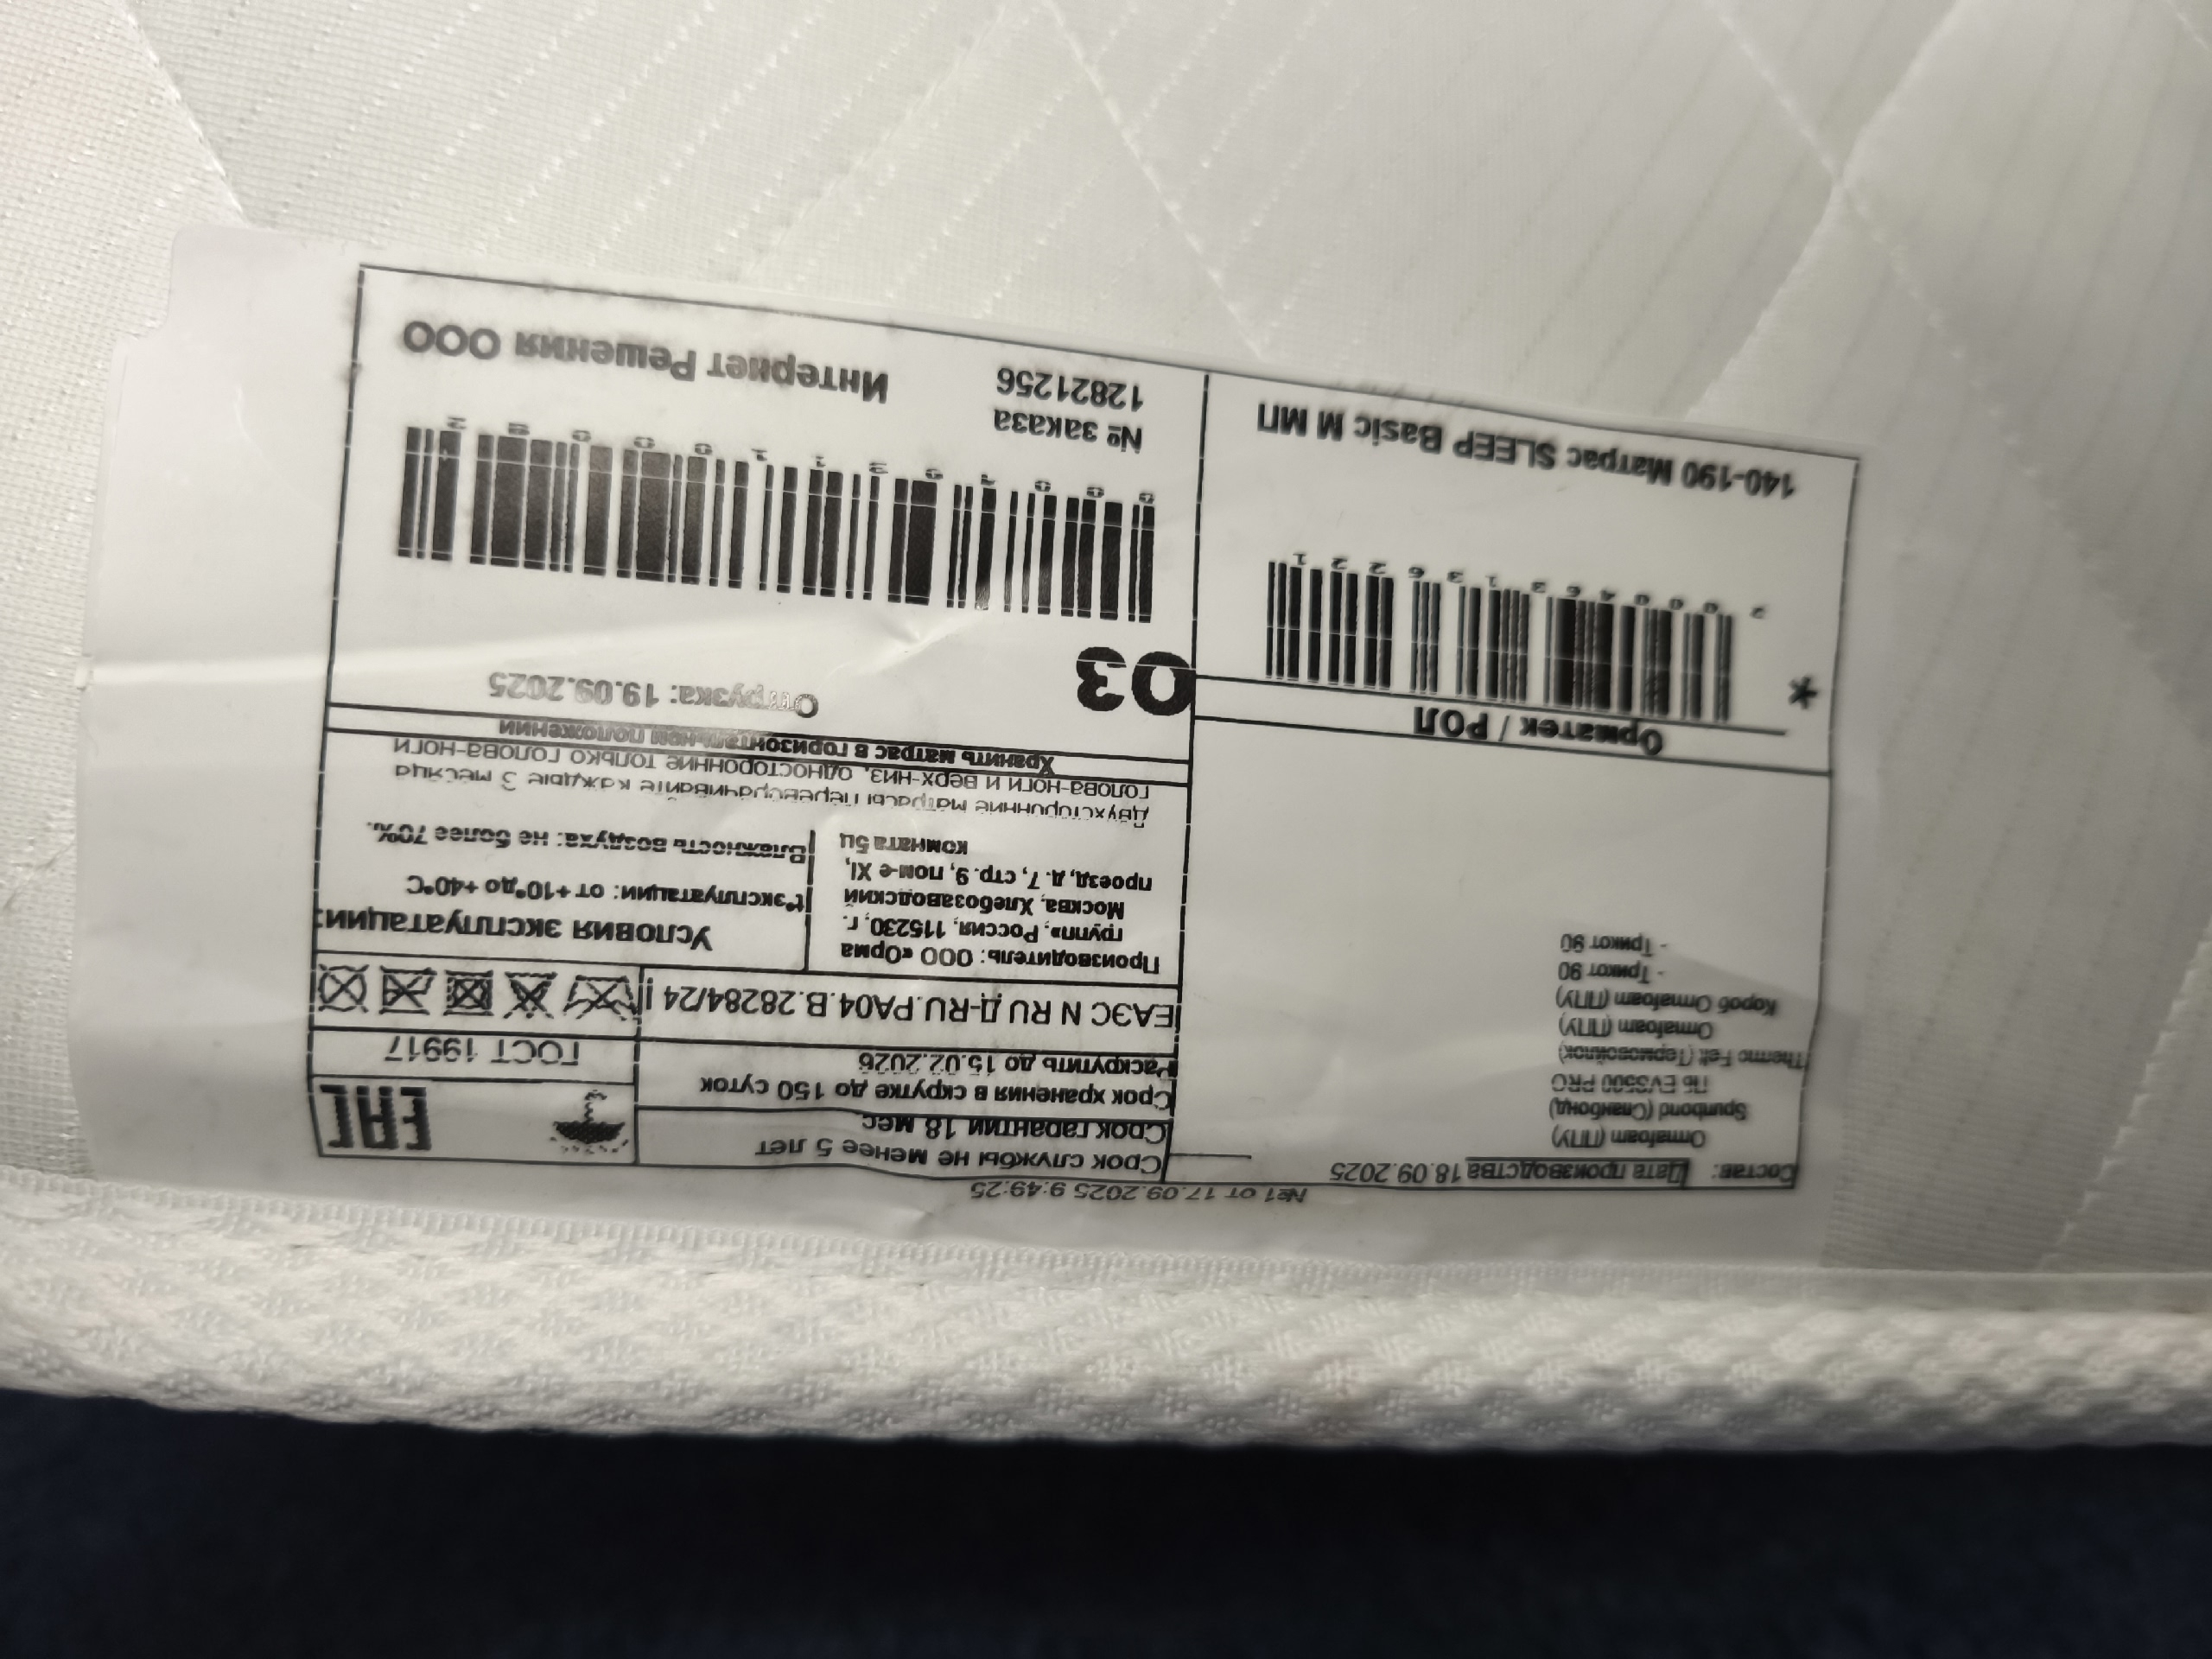 №1 от 17.09.2025 9:49:25
Состав: Дата производства 18.09.2025
Ormafoam (ППУ)
Spunbond (Спанбонд)
ПБ EVS500 PRO
Thermo Felt (Термовойлок)
Ormafoam (ППУ)
Короб Ormafoam (ППУ)
- Трикот 90
- Трикот 90
Орматек / РОЛ
*
140-190 Матрас SLEEP Basic M МП
Срок службы не менее 5 лет
Срок гарантии 18 мес
Срок хранения в скрутке до 150 суток
Раскрутить до 15.02.2026
EAC
ГОСТ 19917
ЕАЭС N RU Д-RU.РА04.В.28284/24
Производитель: ООО «Орма
групп», Россия, 115230, г.
Москва, Хлебозаводский
проезд, д. 7, стр. 9, пом-е XI,
комната 5ц
Условия эксплуатации:
t°эксплуатации: от +10°до +40°C
Влажность воздуха: не более 70%.
Двухсторонние матрасы переворачивайте каждые 3 месяца
голова-ноги и верх-низ, односторонние только голова-ноги
Хранить матрас в горизонтальном положении
ОЗ
Отгрузка: 19.09.2025
№ заказа
12821256
Интернет Решения ООО